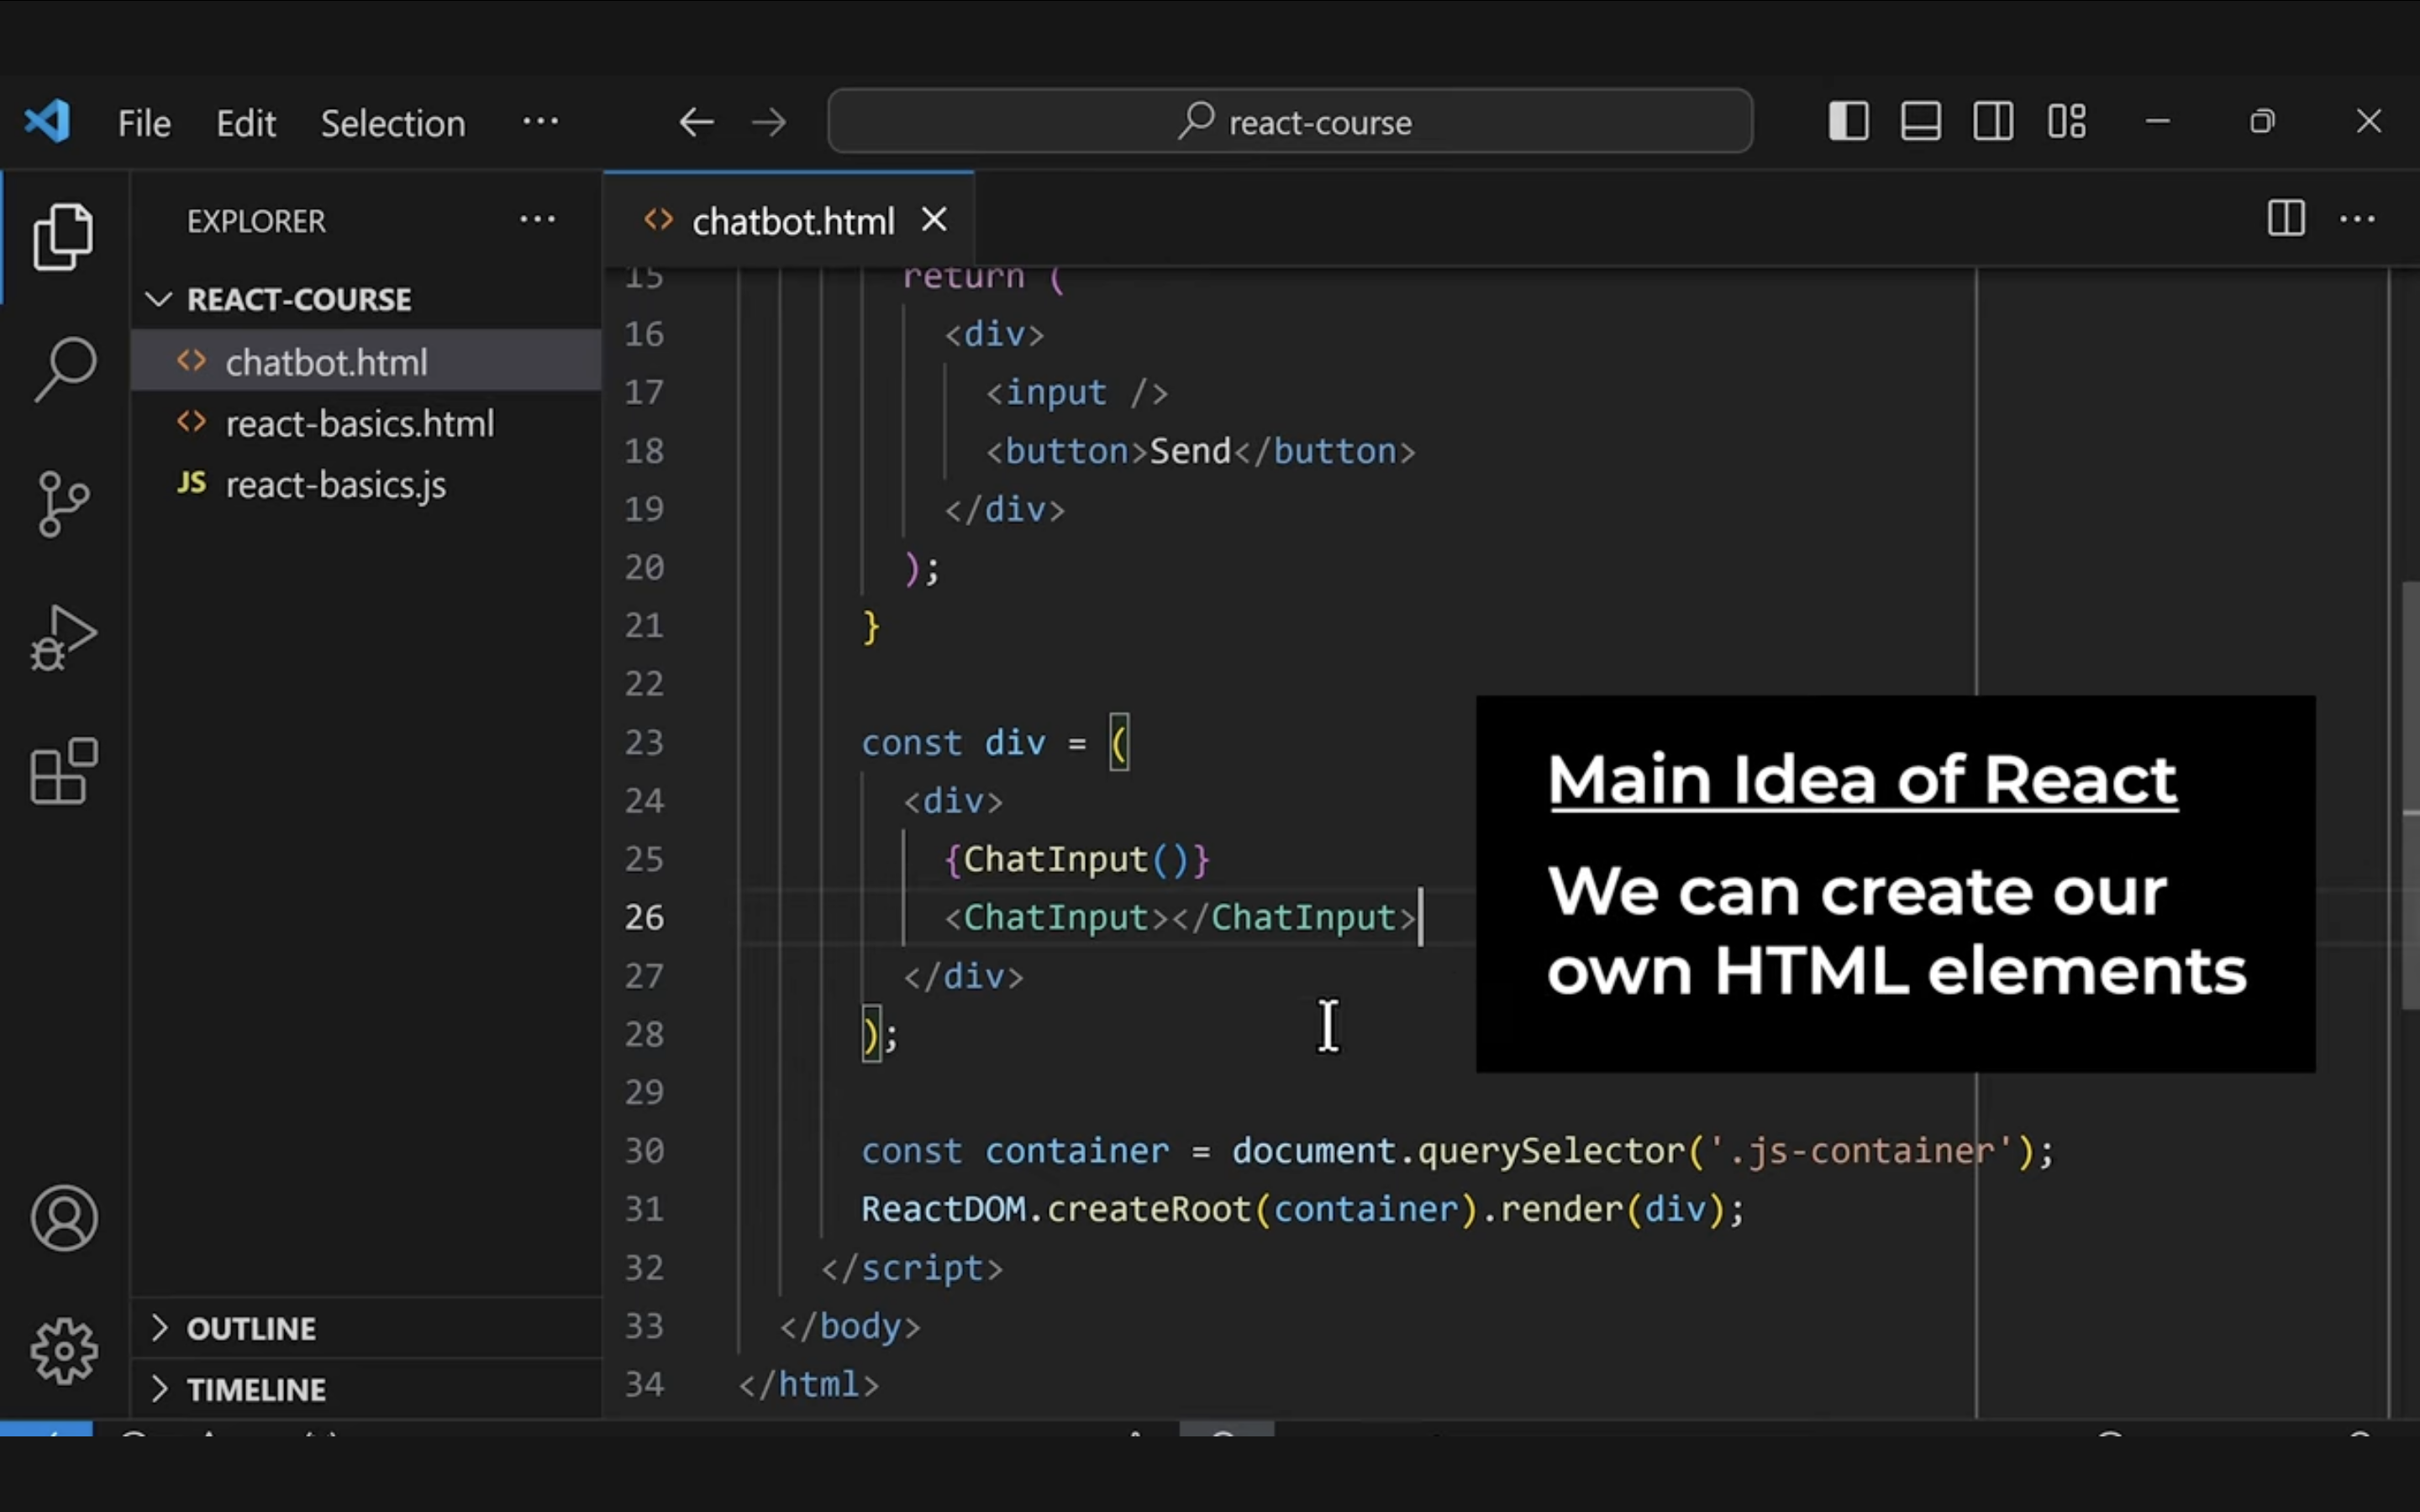 File Edit Selection ··· react-course
EXPLORER ···
REACT-COURSE
chatbot.html
react-basics.html
JS react-basics.js
OUTLINE
TIMELINE
chatbot.html
15 return (
16 <div>
17 <input />
18 <button>Send</button>
19 </div>
20 );
21 }
22
23 const div = (
24 <div>
25 {ChatInput()}
26 <ChatInput></ChatInput>
27 </div>
28 );
29
30 const container = document.querySelector('.js-container');
31 ReactDOM.createRoot(container).render(div);
32 </script>
33 </body>
34 </html>
Main Idea of React
We can create our
own HTML elements